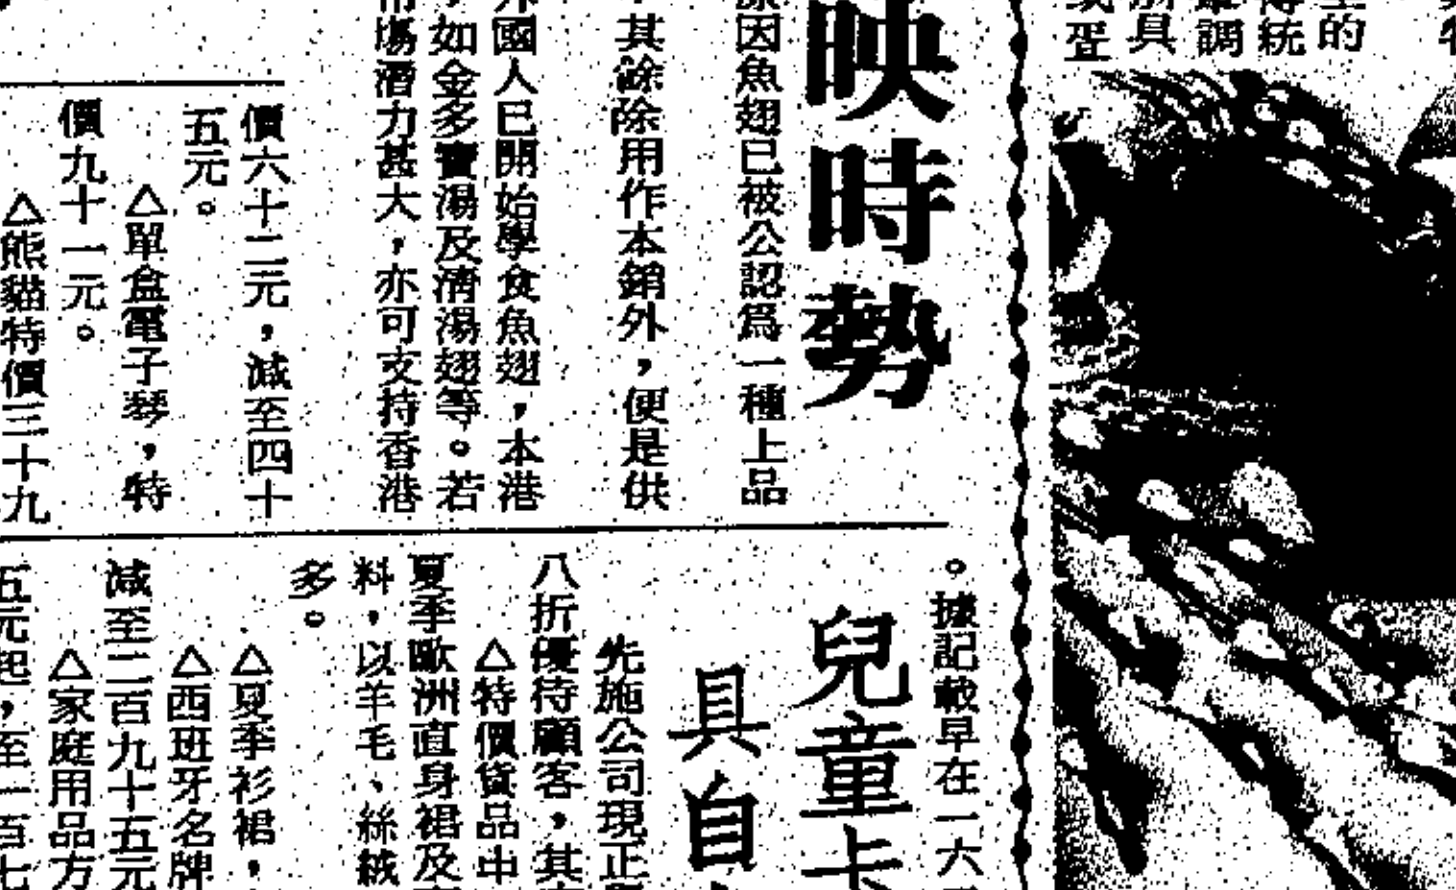 型的
傳統
單調
朋具
或疍
映時勢
原因魚翅已被公認爲一種上品
，其餘除用作本銷外，便是供
外國人已開始學食魚翅，本港
，如金多寶湯及清湯翅等。若
市場潛力甚大，亦可支持香港
價六十二元，減至四十
五元。
△單盒電子琴，特
價九十一元。
△熊貓特價三十九
。據記載早在一六
兒童卡
具自
先施公司現正
八折優待顧客，其
△特價貨品中
夏季歐洲直身裙及
料，以羊毛、絲絨
多。
△夏季衫裙，
△西班牙名牌
減至二百九十五元
△家庭用品方
五元起，至一百七